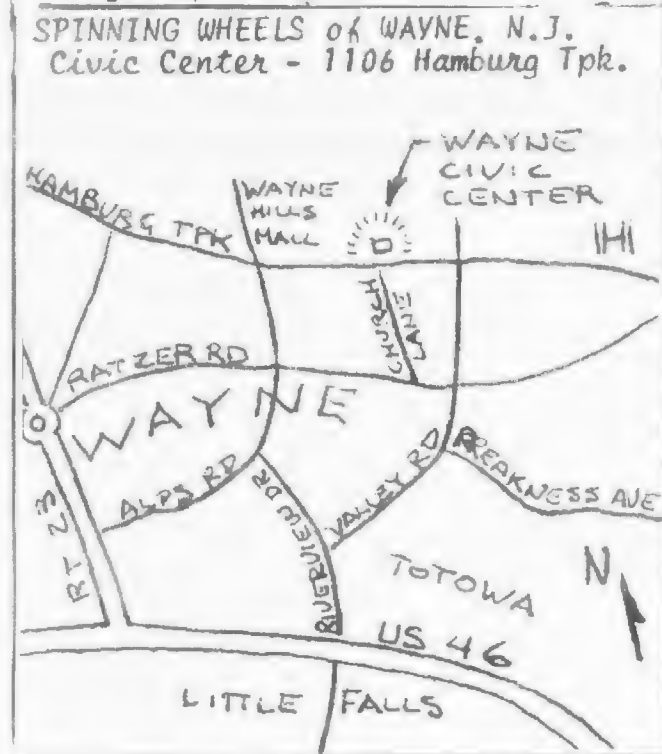 SPINNING WHEELS of WAYNE, N.J.
Civic Center - 1106 Hamburg Tpk.
WAYNE
CIVIC
CENTER
HAMBURG TPK
WAYNE
HILLS
MALL
CHURCH
LANE
RATZER RD
WAYNE
ALPS RD
RT 23
RIVERVIEW DR
VALLEY RD
PREAKNESS AVE
TOTOWA
N
US 46
LITTLE FALLS